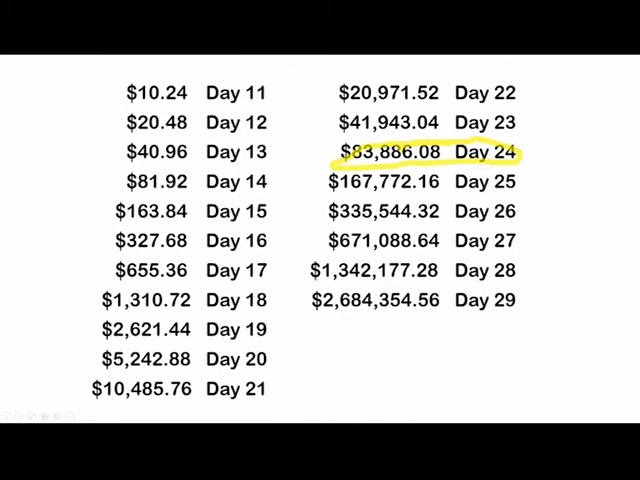 $10.24 Day 11
$20.48 Day 12
$40.96 Day 13
$81.92 Day 14
$163.84 Day 15
$327.68 Day 16
$655.36 Day 17
$1,310.72 Day 18
$2,621.44 Day 19
$5,242.88 Day 20
$10,485.76 Day 21
$20,971.52 Day 22
$41,943.04 Day 23
$83,886.08 Day 24
$167,772.16 Day 25
$335,544.32 Day 26
$671,088.64 Day 27
$1,342,177.28 Day 28
$2,684,354.56 Day 29